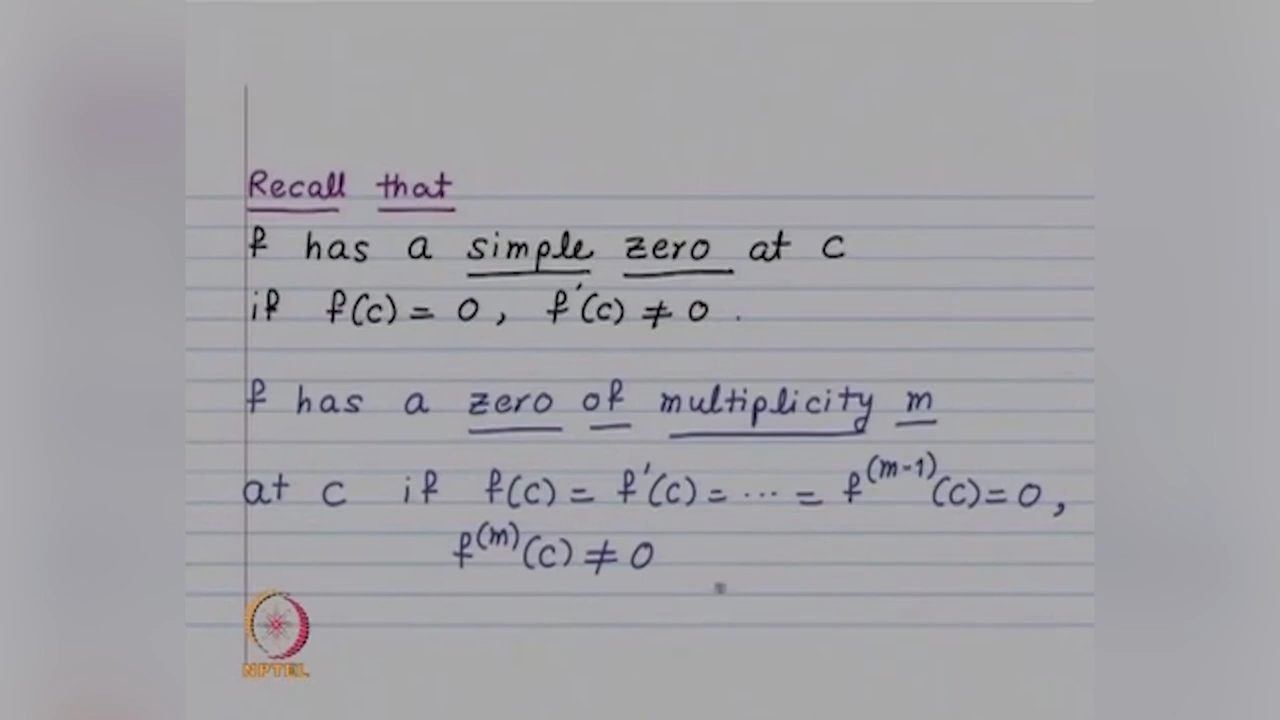 Recall that
f has a simple zero at c
if f(c) = 0, f'(c) ≠ 0.
f has a zero of multiplicity m
at c if f(c) = f'(c) = ... = f^(m-1)(c) = 0,
f^(m)(c) ≠ 0
NPTEL